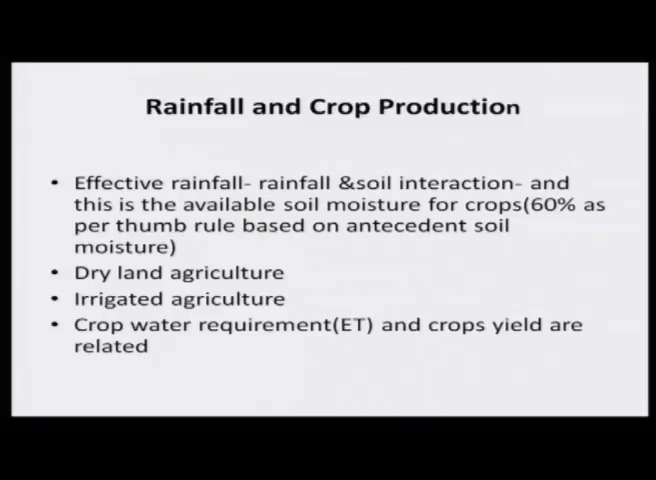 Rainfall and Crop Production
• Effective rainfall- rainfall &soil interaction- and
this is the available soil moisture for crops(60% as
per thumb rule based on antecedent soil
moisture)
• Dry land agriculture
• Irrigated agriculture
• Crop water requirement(ET) and crops yield are
related